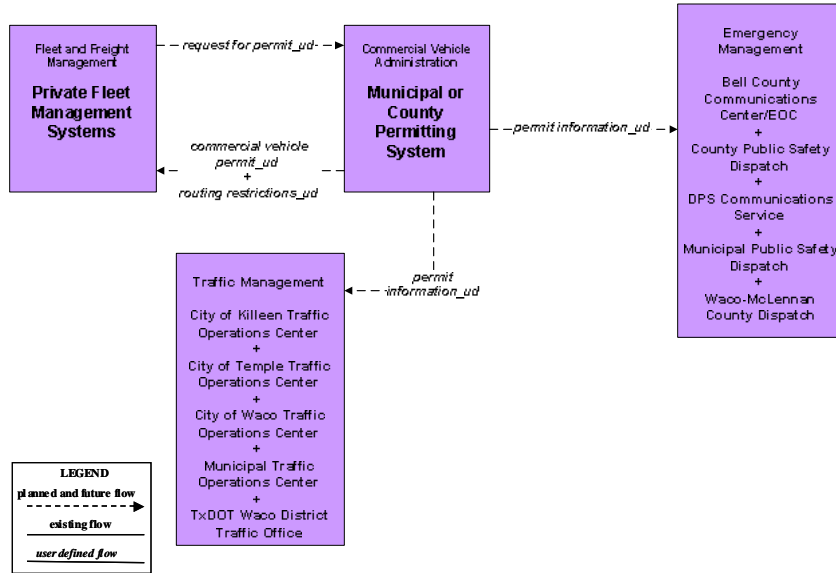 Fleet and Freight
Management
Private Fleet
Management
Systems
request for permit_ud
Commercial Vehicle
Administration
Municipal or
County
Permitting
System
commercial vehicle
permit_ud
+
routing restrictions_ud
permit information_ud
Emergency
Management
Bell County
Communications
Center/EOC
+
County Public Safety
Dispatch
+
DPS Communications
Service
+
Municipal Public Safety
Dispatch
+
Waco-McLennan
County Dispatch
permit
information_ud
Traffic Management
City of Killeen Traffic
Operations Center
+
City of Temple Traffic
Operations Center
+
City of Waco Traffic
Operations Center
+
Municipal Traffic
Operations Center
+
TxDOT Waco District
Traffic Office
LEGEND
planned and future flow
existing flow
user defined flow